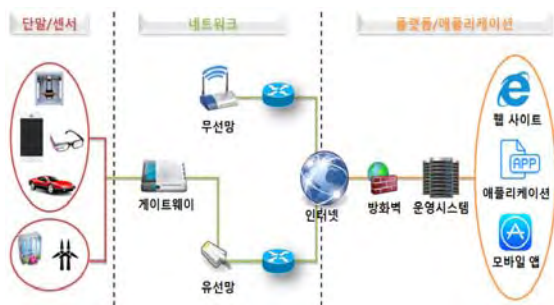 단말/센서
네트워크
플랫폼/애플리케이션
무선망
게이트웨이
유선망
인터넷
방화벽
운영시스템
웹 사이트
APP
애플리케이션
모바일 앱